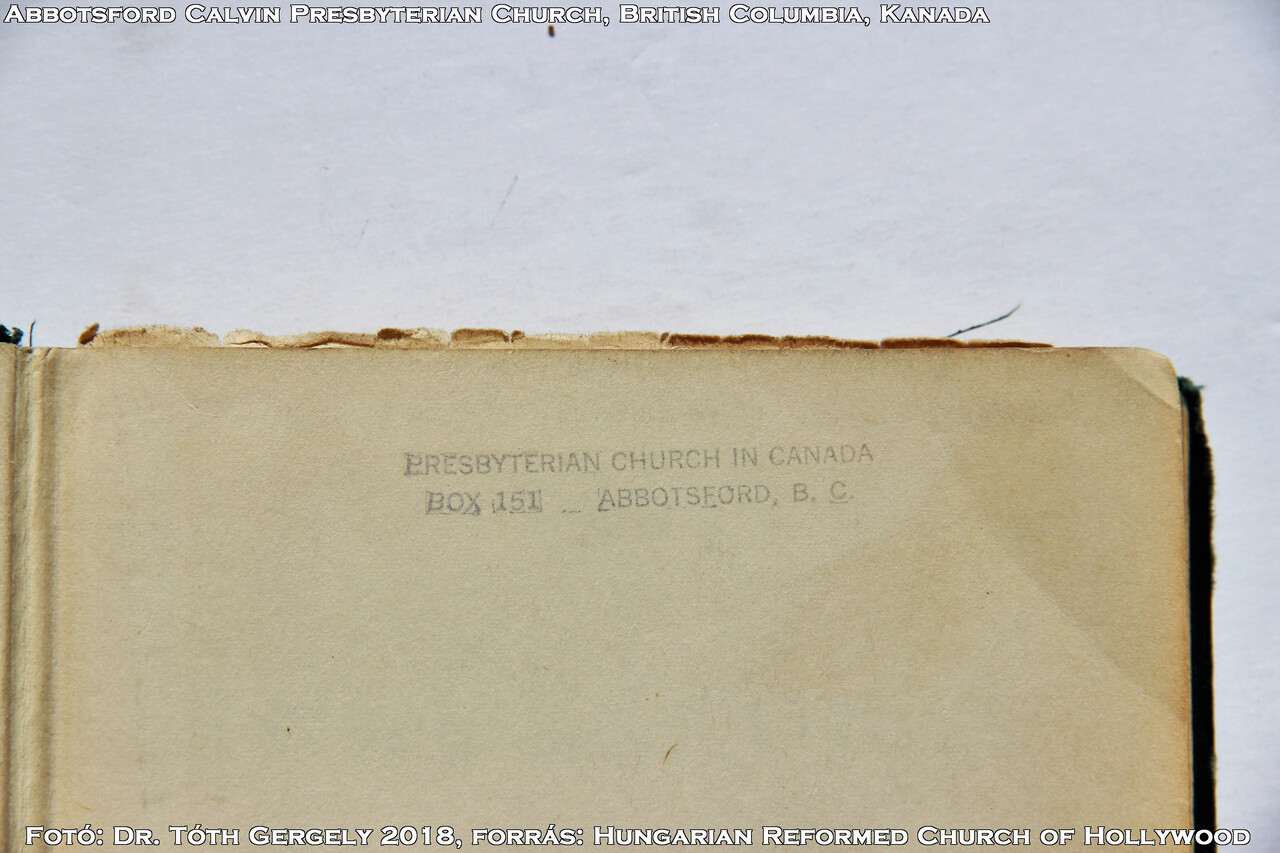 Abbotsford Calvin Presbyterian Church, British Columbia, Kanada
PRESBYTERIAN CHURCH IN CANADA
BOX 151 _ ABBOTSFORD, B. C.
Fotó: Dr. Tóth Gergely 2018, forrás: Hungarian Reformed Church of Hollywood